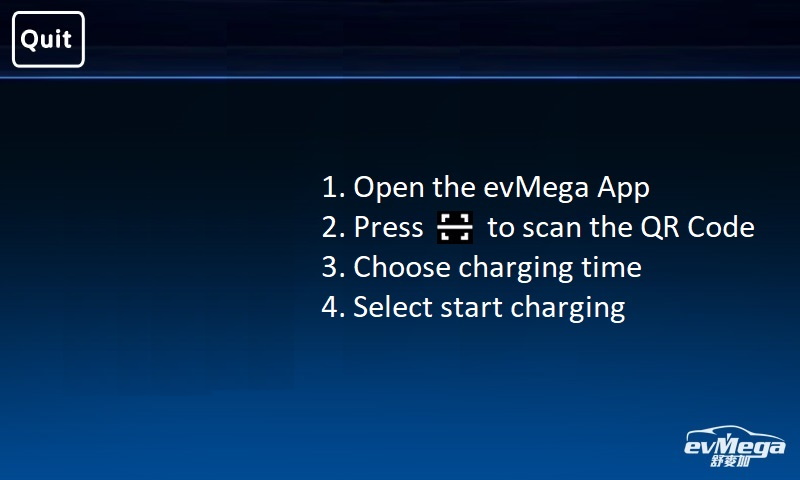 Quit
1. Open the evMega App
2. Press to scan the QR Code
3. Choose charging time
4. Select start charging
evMega
舒麥加